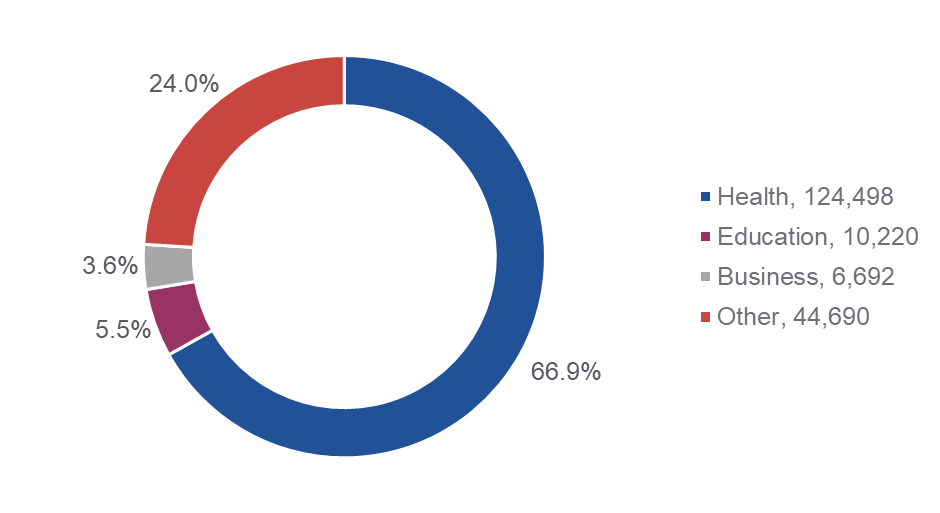 24.0%
3.6%
5.5%
66.9%
Health, 124,498
Education, 10,220
Business, 6,692
Other, 44,690